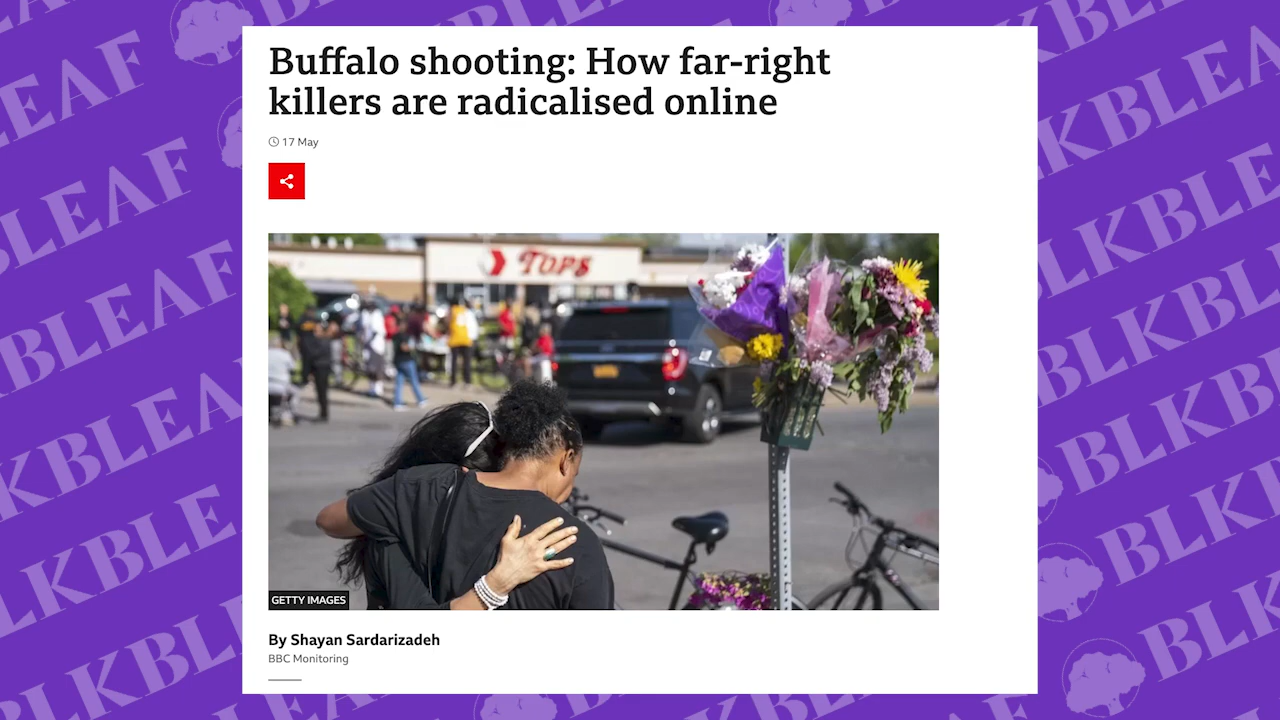 Buffalo shooting: How far-right
killers are radicalised online
17 May
TOPS
GETTY IMAGES
By Shayan Sardarizadeh
BBC Monitoring
BLKBLEAF